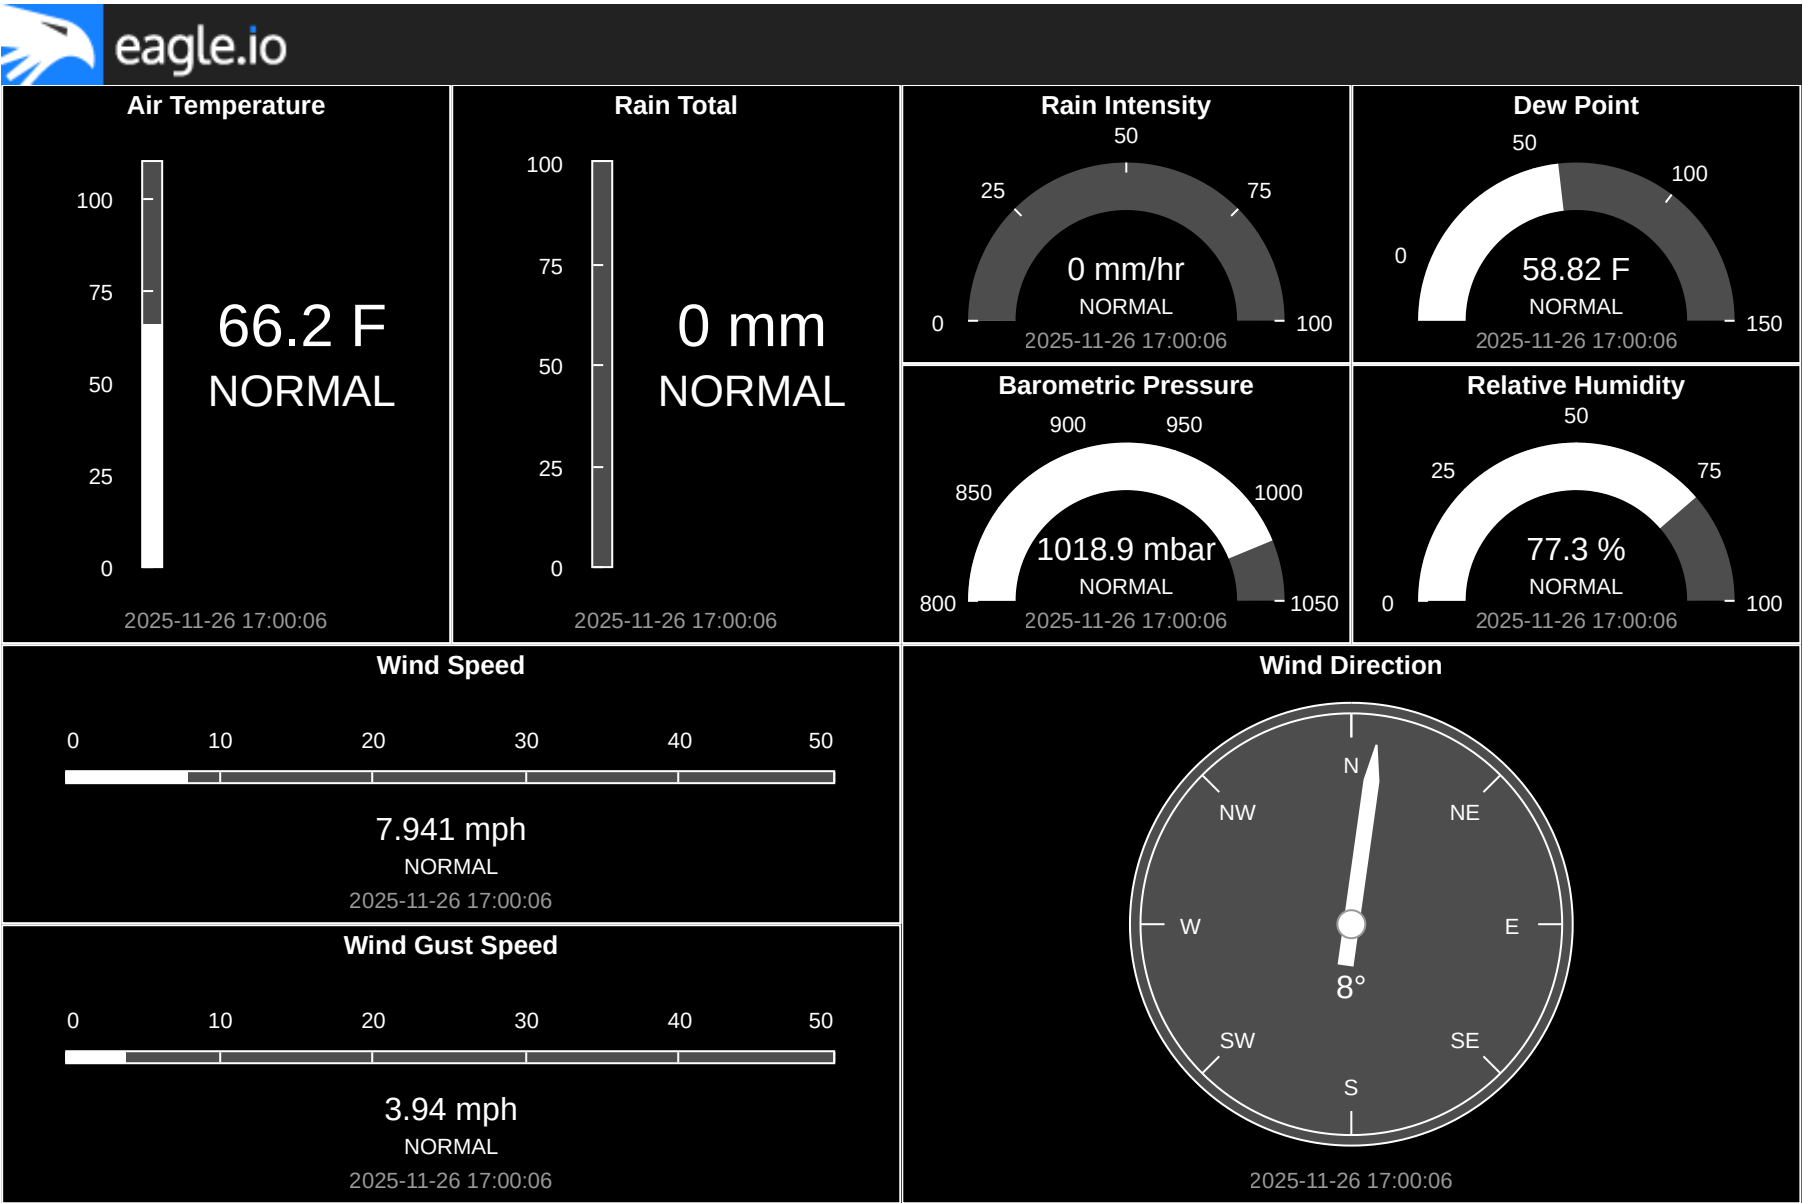 eagle.io
Air Temperature
100
75
50
25
0
66.2 F
NORMAL
2025-11-26 17:00:06
Rain Total
100
75
50
25
0
0 mm
NORMAL
2025-11-26 17:00:06
Rain Intensity
0
25
50
75
100
0 mm/hr
NORMAL
2025-11-26 17:00:06
Dew Point
0
50
100
150
58.82 F
NORMAL
2025-11-26 17:00:06
Barometric Pressure
800
850
900
950
1000
1050
1018.9 mbar
NORMAL
2025-11-26 17:00:06
Relative Humidity
0
25
50
75
100
77.3 %
NORMAL
2025-11-26 17:00:06
Wind Speed
0 10 20 30 40 50
7.941 mph
NORMAL
2025-11-26 17:00:06
Wind Gust Speed
0 10 20 30 40 50
3.94 mph
NORMAL
2025-11-26 17:00:06
Wind Direction
N
NW NE
W E
8°
SW SE
S
2025-11-26 17:00:06